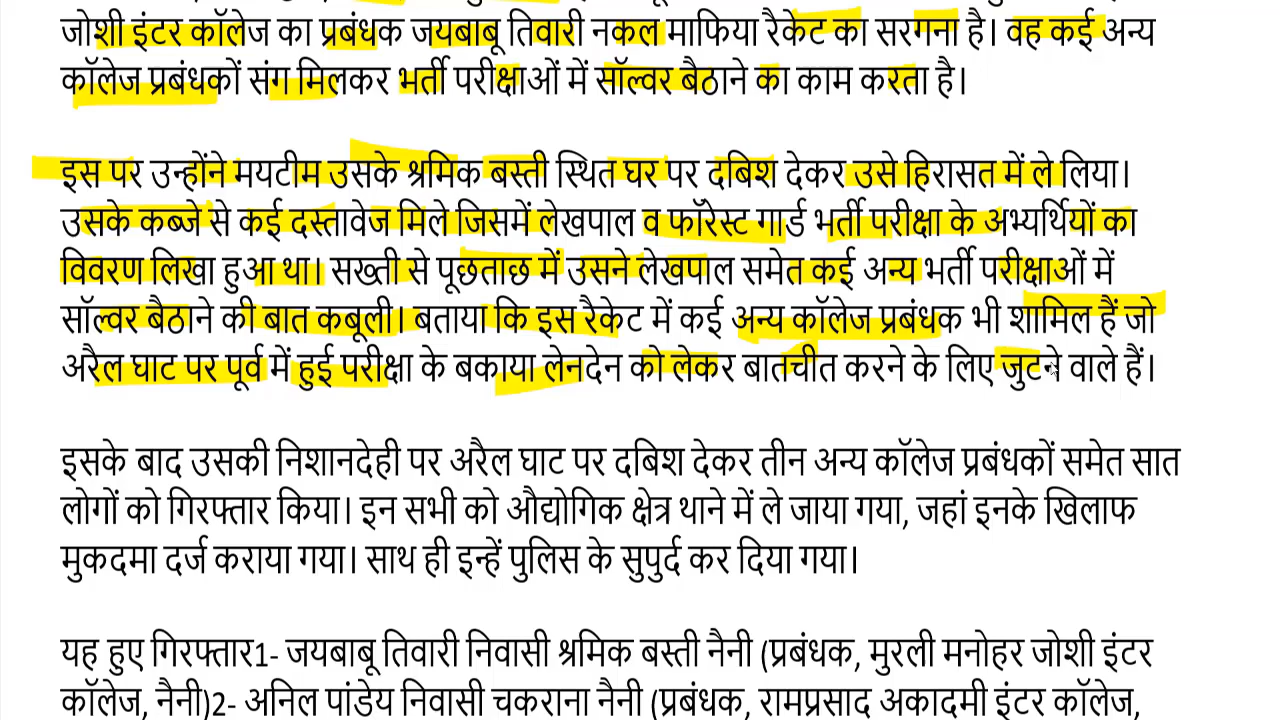 जोशी इंटर कॉलेज का प्रबंधक जयबाबू तिवारी नकल माफिया रैकेट का सरगना है। वह कई अन्य
कॉलेज प्रबंधकों संग मिलकर भर्ती परीक्षाओं में सॉल्वर बैठाने का काम करता है।
इस पर उन्होंने मयटीम उसके श्रमिक बस्ती स्थित घर पर दबिश देकर उसे हिरासत में ले लिया।
उसके कब्जे से कई दस्तावेज मिले जिसमें लेखपाल व फॉरेस्ट गार्ड भर्ती परीक्षा के अभ्यर्थियों का
विवरण लिखा हुआ था। सख्ती से पूछताछ में उसने लेखपाल समेत कई अन्य भर्ती परीक्षाओं में
सॉल्वर बैठाने की बात कबूली। बताया कि इस रैकेट में कई अन्य कॉलेज प्रबंधक भी शामिल हैं जो
अरैल घाट पर पूर्व में हुई परीक्षा के बकाया लेनदेन को लेकर बातचीत करने के लिए जुटने वाले हैं।
इसके बाद उसकी निशानदेही पर अरैल घाट पर दबिश देकर तीन अन्य कॉलेज प्रबंधकों समेत सात
लोगों को गिरफ्तार किया। इन सभी को औद्योगिक क्षेत्र थाने में ले जाया गया, जहां इनके खिलाफ
मुकदमा दर्ज कराया गया। साथ ही इन्हें पुलिस के सुपुर्द कर दिया गया।
यह हुए गिरफ्तार1- जयबाबू तिवारी निवासी श्रमिक बस्ती नैनी (प्रबंधक, मुरली मनोहर जोशी इंटर
कॉलेज, नैनी)2- अनिल पांडेय निवासी चकराना नैनी (प्रबंधक, रामप्रसाद अकादमी इंटर कॉलेज,